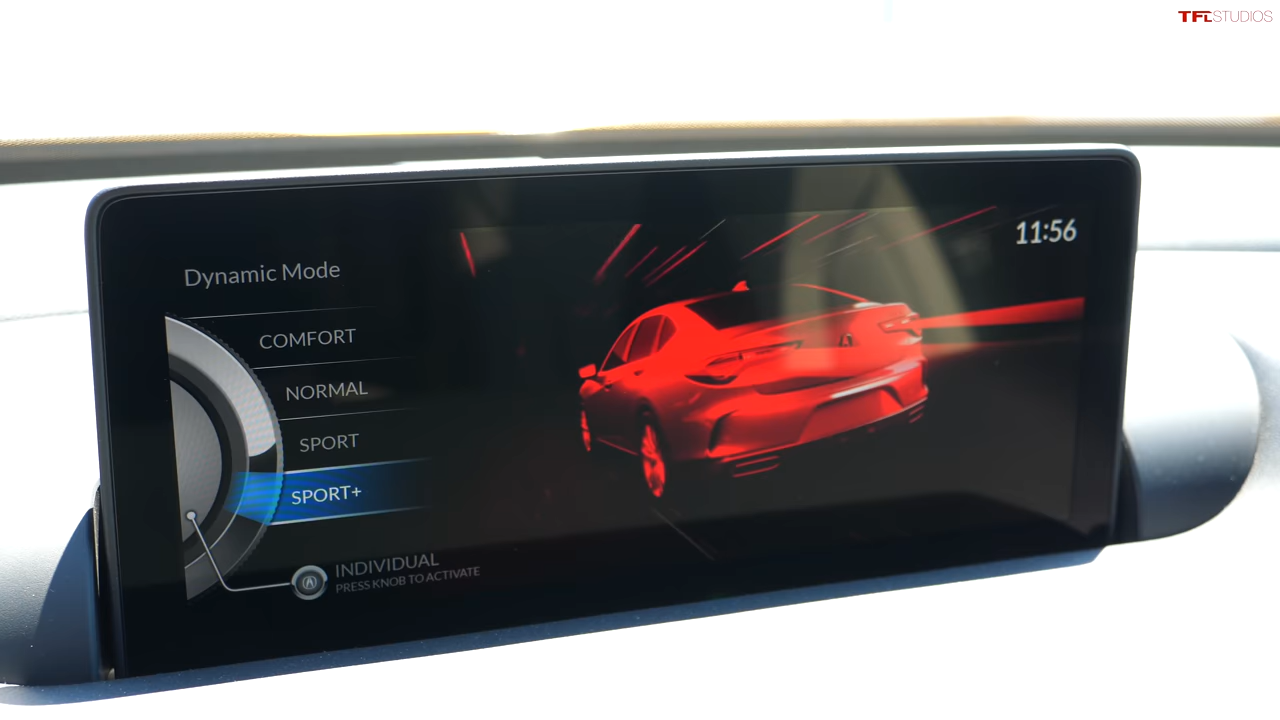 TFLSTUDIOS
11:56
Dynamic Mode
COMFORT
NORMAL
SPORT
SPORT+
INDIVIDUAL
PRESS KNOB TO ACTIVATE